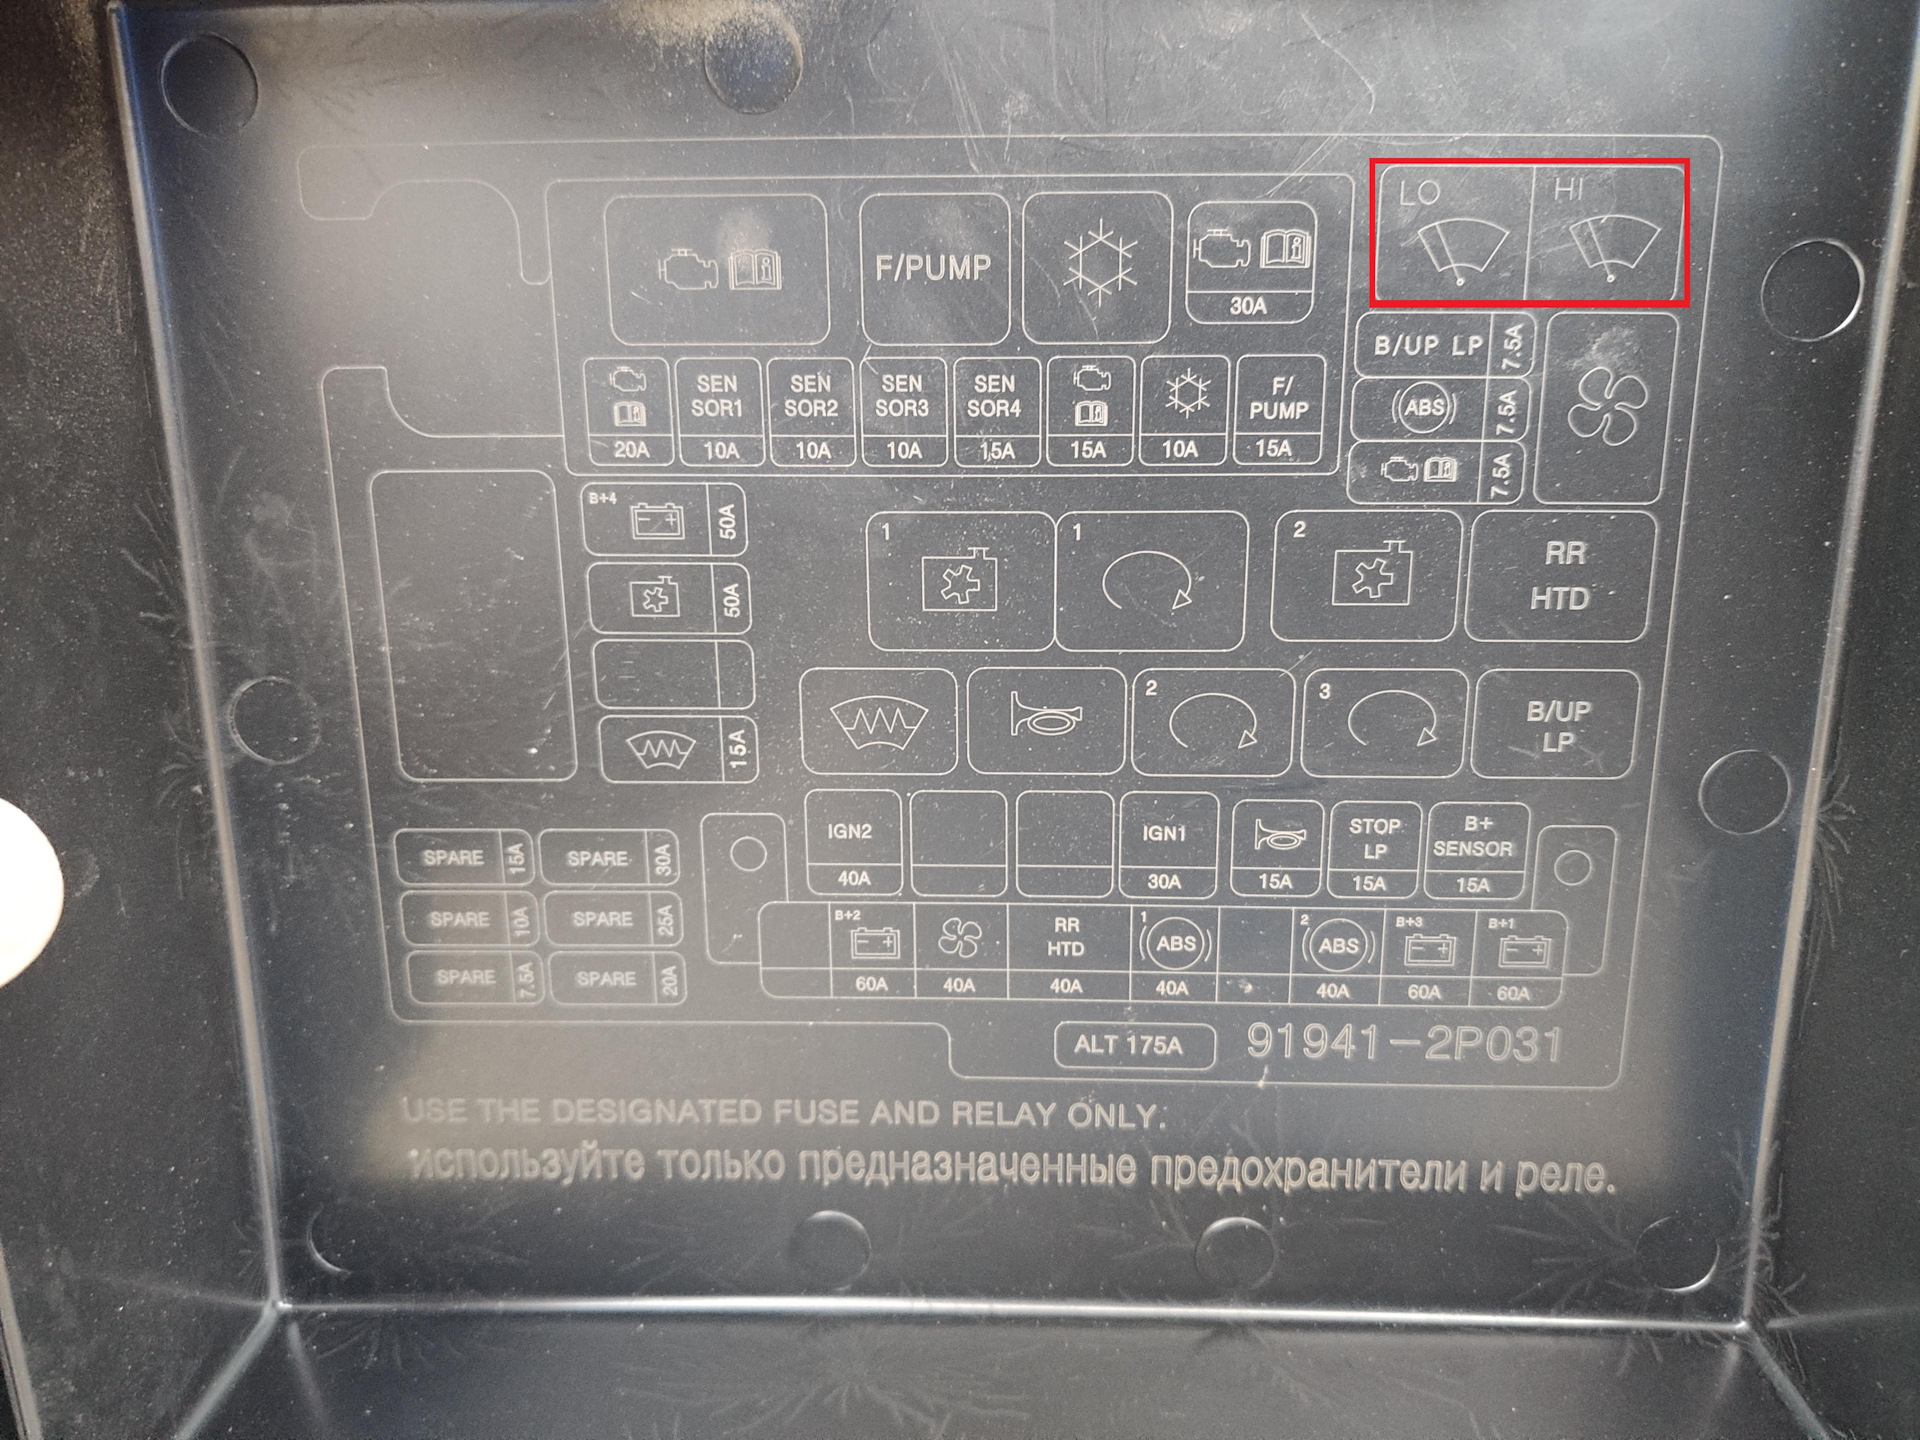 LO
HI
F/PUMP
30A
B/UP LP 7.5A
SEN
SOR1
10A
SEN
SOR2
10A
SEN
SOR3
10A
SEN
SOR4
15A
20A
15A
10A
F/
PUMP
15A
ABS 7.5A
7.5A
B+4
50A
1
1
2
RR
HTD
50A
15A
2
3
B/UP
LP
IGN2
40A
IGN1
30A
15A
STOP
LP
15A
B+
SENSOR
15A
SPARE 15A
SPARE 30A
SPARE 10A
SPARE 25A
SPARE 7.5A
SPARE 20A
B+2
60A
40A
RR
HTD
40A
1
ABS
40A
2
ABS
40A
B+3
60A
B+1
60A
ALT 175A
91941-2P031
USE THE DESIGNATED FUSE AND RELAY ONLY.
используйте только предназначенные предохранители и реле.